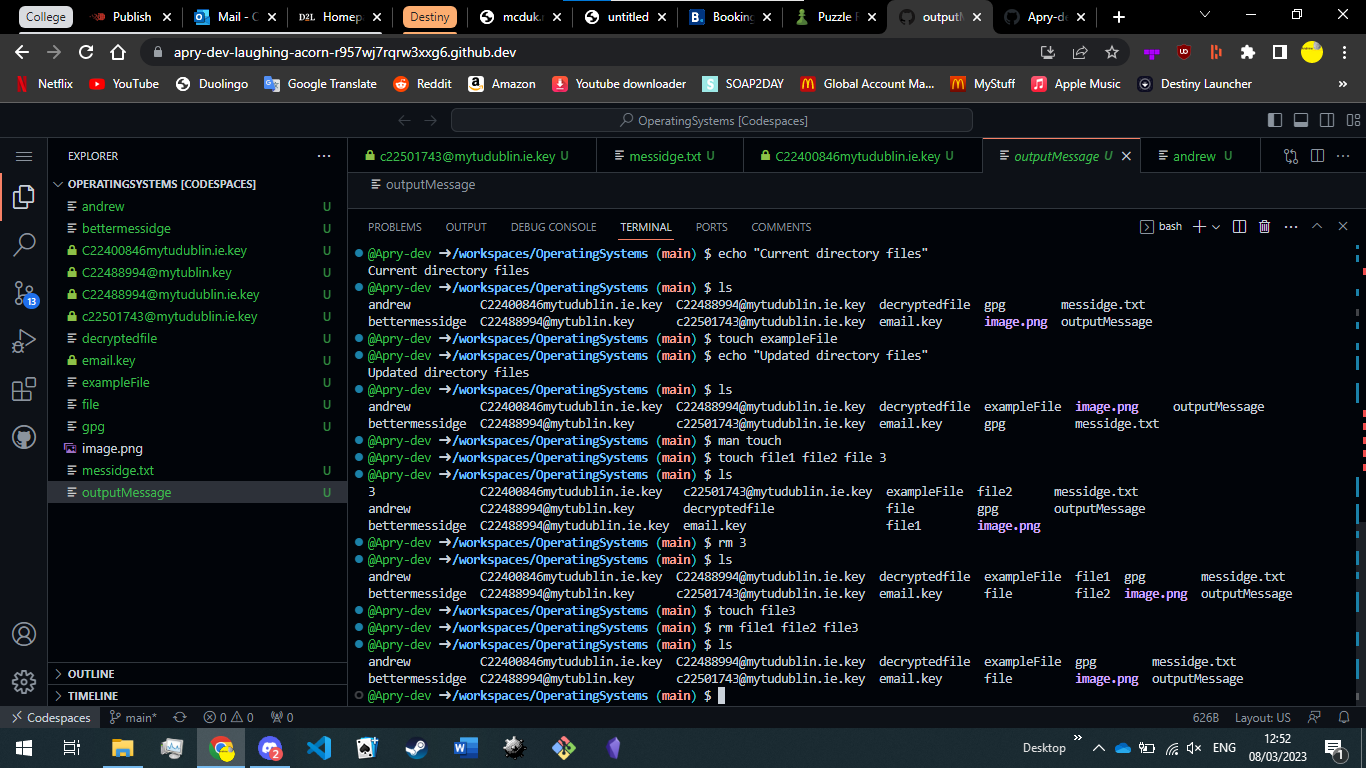 College Publish Mail - C Homepa Destiny mcduka untitled Booking Puzzle outputM Apry-de
apry-dev-laughing-acorn-r957wj7rqrw3xxg6.github.dev
Netflix YouTube Duolingo Google Translate Reddit Amazon Youtube downloader SOAP2DAY Global Account Ma... MyStuff Apple Music Destiny Launcher »
OperatingSystems [Codespaces]
EXPLORER ...
c22501743@mytudublin.ie.key U messidge.txt U C22400846mytudublin.ie.key U outputMessage U andrew U
OPERATINGSYSTEMS [CODESPACES]
outputMessage
andrew U
bettermessidge U
C22400846mytudublin.ie.key U
C22488994@mytublin.key U
C22488994@mytudublin.ie.key U
c22501743@mytudublin.ie.key U
decryptedfile U
email.key U
exampleFile U
file U
gpg U
image.png
messidge.txt U
outputMessage U
13
OUTLINE
TIMELINE
PROBLEMS OUTPUT DEBUG CONSOLE TERMINAL PORTS COMMENTS bash
@Apry-dev ➜/workspaces/OperatingSystems (main) $ echo "Current directory files"
Current directory files
@Apry-dev ➜/workspaces/OperatingSystems (main) $ ls
andrew C22400846mytudublin.ie.key C22488994@mytudublin.ie.key decryptedfile gpg messidge.txt
bettermessidge C22488994@mytublin.key c22501743@mytudublin.ie.key email.key image.png outputMessage
@Apry-dev ➜/workspaces/OperatingSystems (main) $ touch exampleFile
@Apry-dev ➜/workspaces/OperatingSystems (main) $ echo "Updated directory files"
Updated directory files
@Apry-dev ➜/workspaces/OperatingSystems (main) $ ls
andrew C22400846mytudublin.ie.key C22488994@mytudublin.ie.key decryptedfile exampleFile image.png outputMessage
bettermessidge C22488994@mytublin.key c22501743@mytudublin.ie.key email.key gpg messidge.txt
@Apry-dev ➜/workspaces/OperatingSystems (main) $ man touch
@Apry-dev ➜/workspaces/OperatingSystems (main) $ touch file1 file2 file 3
@Apry-dev ➜/workspaces/OperatingSystems (main) $ ls
3 C22400846mytudublin.ie.key c22501743@mytudublin.ie.key exampleFile file2 messidge.txt
andrew C22488994@mytublin.key decryptedfile file gpg outputMessage
bettermessidge C22488994@mytudublin.ie.key email.key file1 image.png
@Apry-dev ➜/workspaces/OperatingSystems (main) $ rm 3
@Apry-dev ➜/workspaces/OperatingSystems (main) $ ls
andrew C22400846mytudublin.ie.key C22488994@mytudublin.ie.key decryptedfile exampleFile file1 gpg messidge.txt
bettermessidge C22488994@mytublin.key c22501743@mytudublin.ie.key email.key file file2 image.png outputMessage
@Apry-dev ➜/workspaces/OperatingSystems (main) $ touch file3
@Apry-dev ➜/workspaces/OperatingSystems (main) $ rm file1 file2 file3
@Apry-dev ➜/workspaces/OperatingSystems (main) $ ls
andrew C22400846mytudublin.ie.key C22488994@mytudublin.ie.key decryptedfile exampleFile gpg messidge.txt
bettermessidge C22488994@mytublin.key c22501743@mytudublin.ie.key email.key file image.png outputMessage
@Apry-dev ➜/workspaces/OperatingSystems (main) $
Codespaces main* 0 0 0 626B Layout: US
Desktop » ENG 12:52
08/03/2023